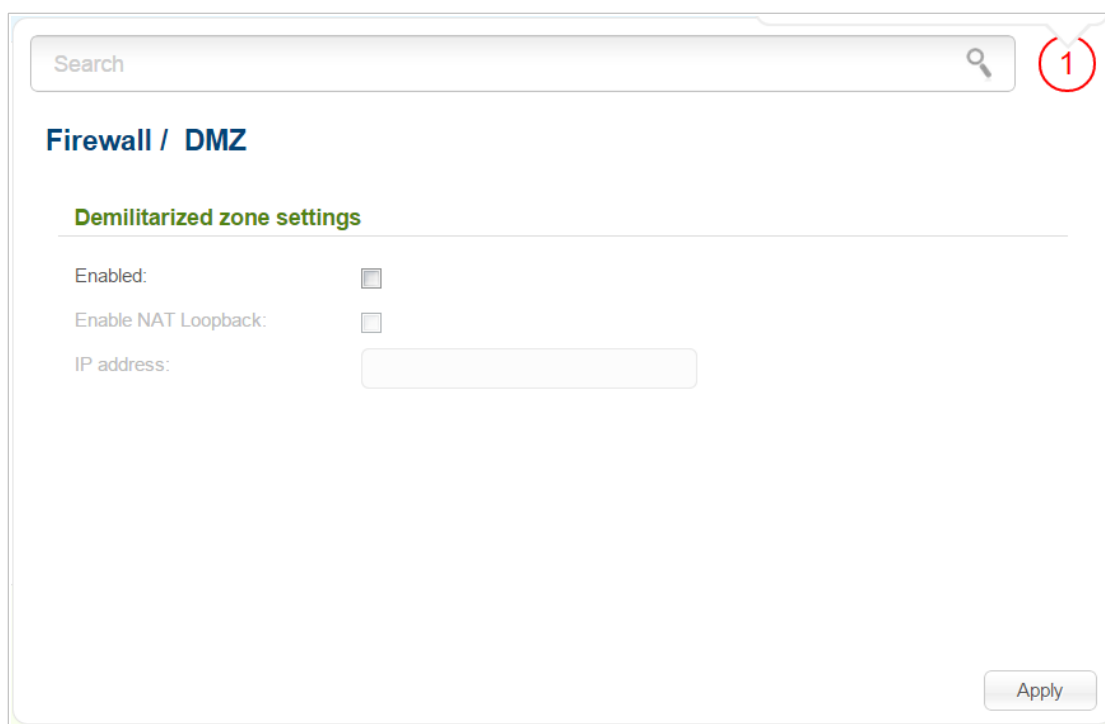 Search
1
Firewall / DMZ
Demilitarized zone settings
Enabled:
Enable NAT Loopback:
IP address:
Apply